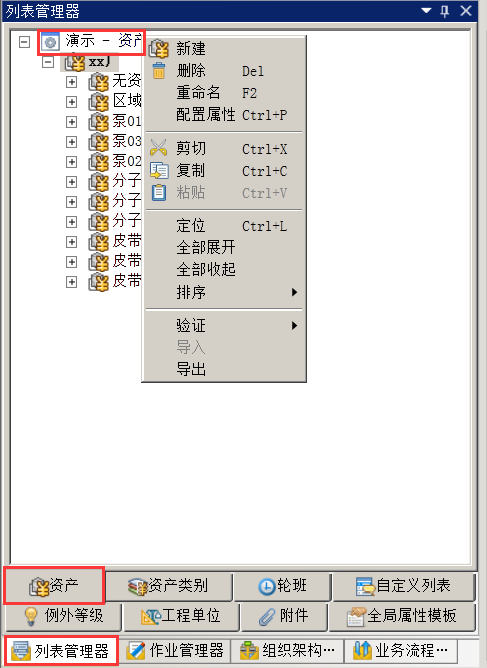 列表管理器
演示 - 资产
xx厂
无资
区域
泵01
泵03
泵02
分子
分子
分子
皮带
皮带
皮带
新建
删除 Del
重命名 F2
配置属性 Ctrl+P
剪切 Ctrl+X
复制 Ctrl+C
粘贴 Ctrl+V
定位 Ctrl+L
全部展开
全部收起
排序
验证
导入
导出
资产 资产类别 轮班 自定义列表
例外等级 工程单位 附件 全局属性模板
列表管理器 作业管理器 组织架构… 业务流程…